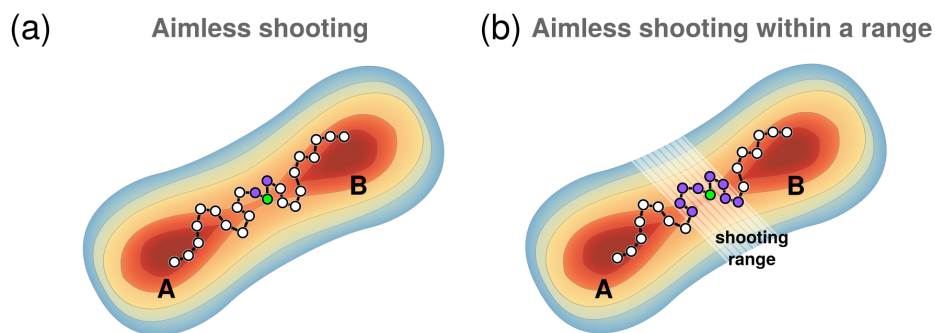 (a) Aimless shooting
A
B
(b) Aimless shooting within a range
A
B
shooting
range